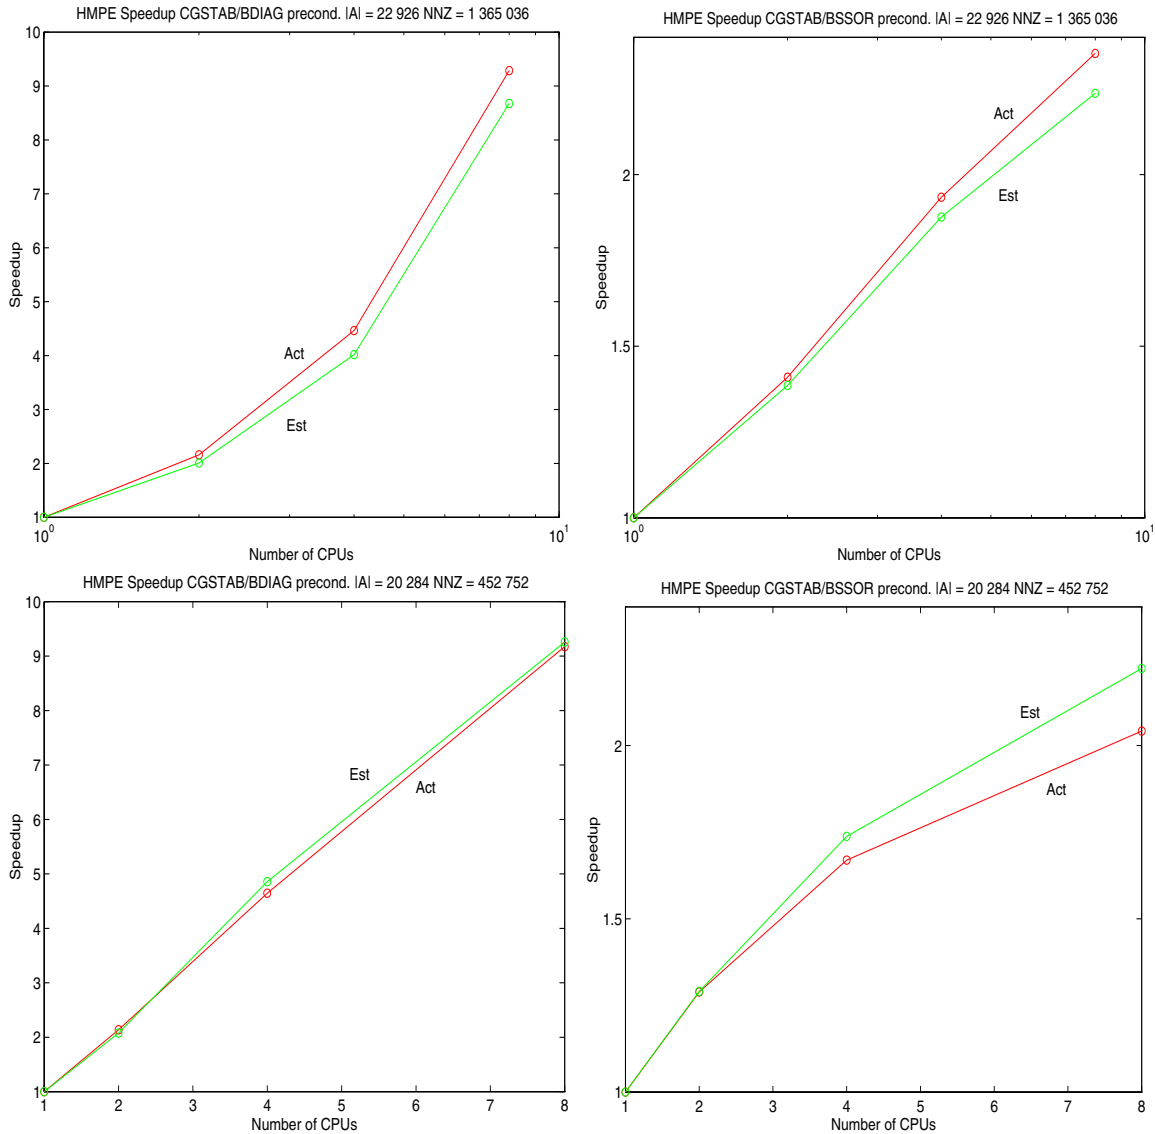 HMPE Speedup CGSTAB/BDIAG precond. |A| = 22 926 NNZ = 1 365 036
10
9
8
7
6
5
4
3
2
1
Speedup
Act
Est
10^0
10^1
Number of CPUs
HMPE Speedup CGSTAB/BSSOR precond. |A| = 22 926 NNZ = 1 365 036
2
1.5
1
Speedup
Act
Est
10^0
10^1
Number of CPUs
HMPE Speedup CGSTAB/BDIAG precond. |A| = 20 284 NNZ = 452 752
10
9
8
7
6
5
4
3
2
1
Speedup
Est
Act
1 2 3 4 5 6 7 8
Number of CPUs
HMPE Speedup CGSTAB/BSSOR precond. |A| = 20 284 NNZ = 452 752
2
1.5
1
Speedup
Est
Act
1 2 3 4 5 6 7 8
Number of CPUs